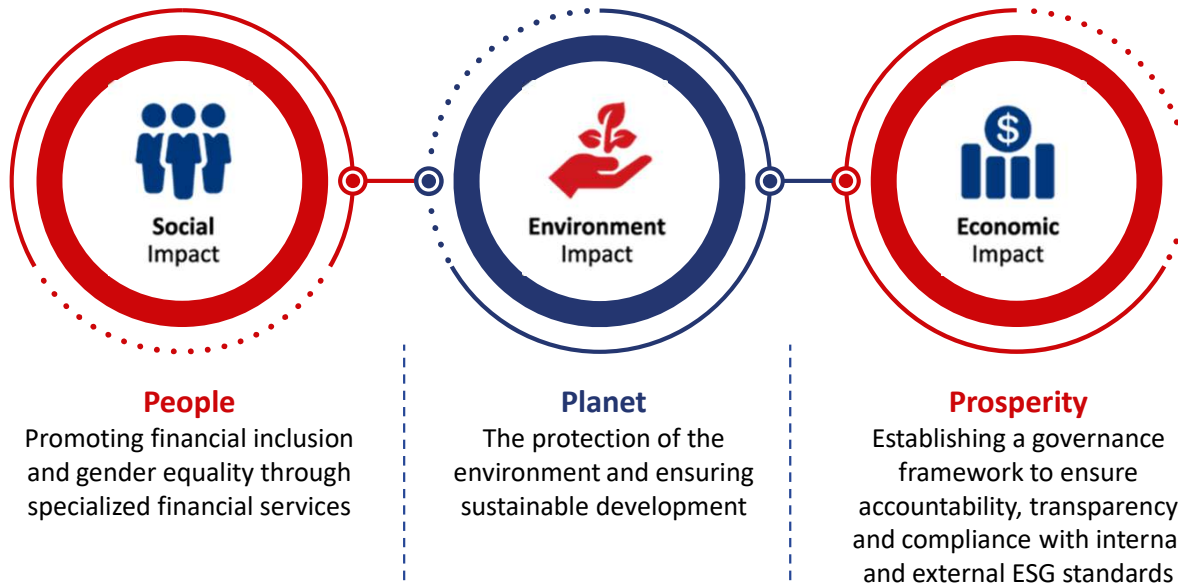 $
Social
Impact
Environment
Impact
Economic
Impact
People
Promoting financial inclusion
and gender equality through
specialized financial services
Planet
The protection of the
environment and ensuring
sustainable development
Prosperity
Establishing a governance
framework to ensure
accountability, transparency
and compliance with interna
and external ESG standards